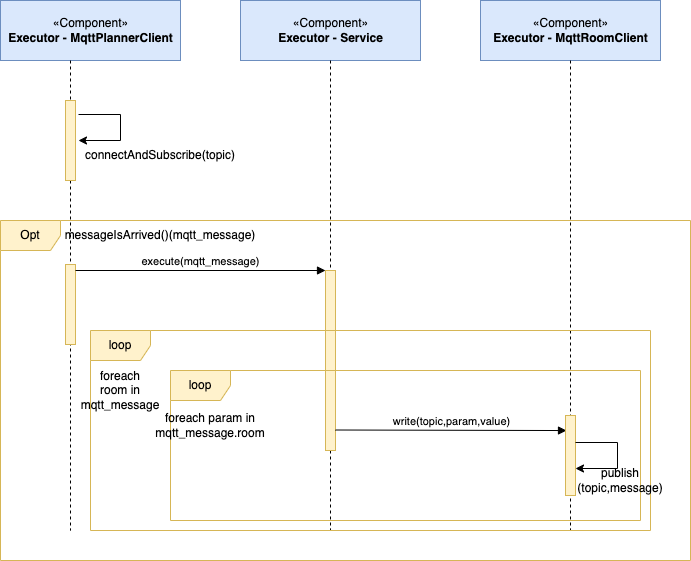 «Component»
Executor - MqttPlannerClient
«Component»
Executor - Service
«Component»
Executor - MqttRoomClient
connectAndSubscribe(topic)
Opt
messageIsArrived()(mqtt_message)
execute(mqtt_message)
loop
foreach
room in
mqtt_message
loop
foreach param in
mqtt_message.room
write(topic,param,value)
publish
(topic,message)